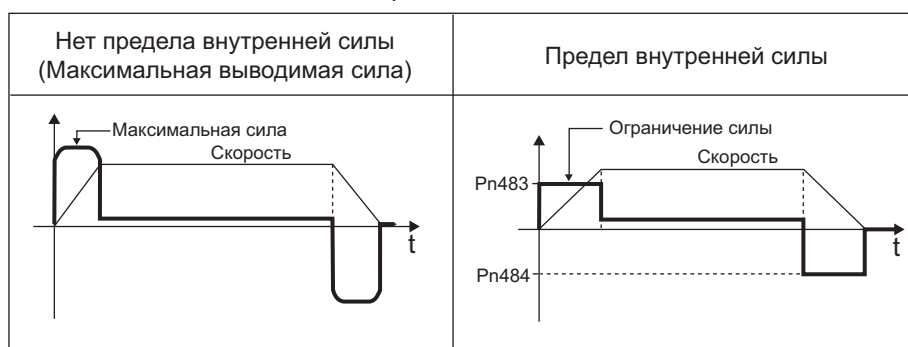 Нет предела внутренней силы
(Максимальная выводимая сила)
Предел внутренней силы
Максимальная сила
Скорость
t
Ограничение силы
Скорость
Pn483
t
Pn484